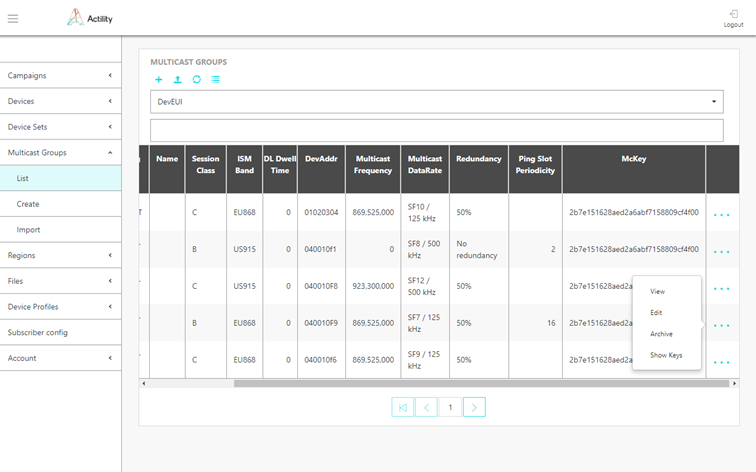 Actility
Logout
Campaigns
Devices
Device Sets
Multicast Groups
List
Create
Import
Regions
Files
Device Profiles
Subscriber config
Account
MULTICAST GROUPS
DevEUI
Name Session Class ISM Band DL Dwell Time DevAddr Multicast Frequency Multicast DataRate Redundancy Ping Slot Periodicity McKey
T C EU868 0 01020304 869,525,000 SF10 / 125 kHz 50% 2b7e151628aed2a6abf7158809cf4f00
B US915 0 040010f1 0 SF8 / 500 kHz No redundancy 2 2b7e151628aed2a6abf7158809cf4f00
C US915 0 040010F8 923,300,000 SF12 / 500 kHz 50% 2b7e151628aed2a
B EU868 0 040010F9 869,525,000 SF7 / 125 kHz 50% 16 2b7e151628aed2a
C EU868 0 040010f6 869,525,000 SF9 / 125 kHz 50% 2b7e151628aed2a
View
Edit
Archive
Show Keys
1